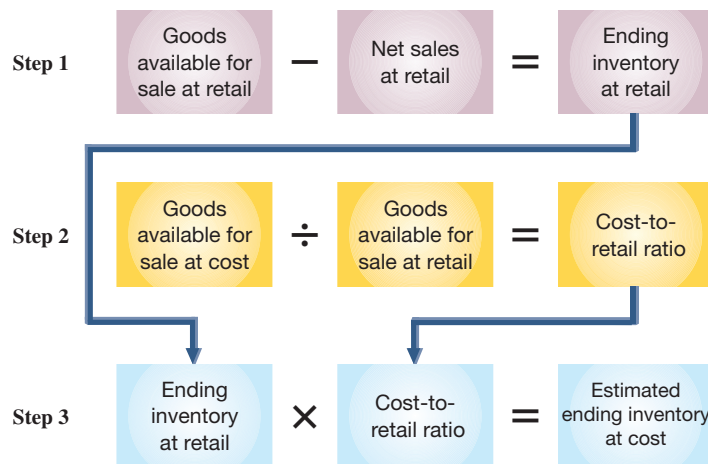 Step 1
Goods
available for
sale at retail
−
Net sales
at retail
=
Ending
inventory
at retail
Step 2
Goods
available for
sale at cost
÷
Goods
available for
sale at retail
=
Cost-to-
retail ratio
Step 3
Ending
inventory
at retail
×
Cost-to-
retail ratio
=
Estimated
ending inventory
at cost